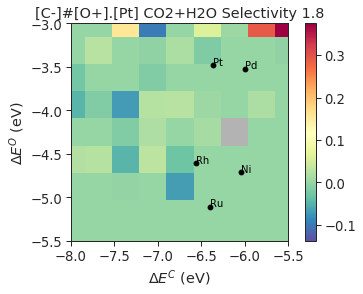 [C-]#[O+].[Pt] CO2+H2O Selectivity 1.8
−3.0
−3.5
−4.0
−4.5
−5.0
−5.5
ΔE^O (eV)
Pt
Pd
Rh
Ni
Ru
−8.0 −7.5 −7.0 −6.5 −6.0 −5.5
ΔE^C (eV)
0.3
0.2
0.1
0.0
−0.1